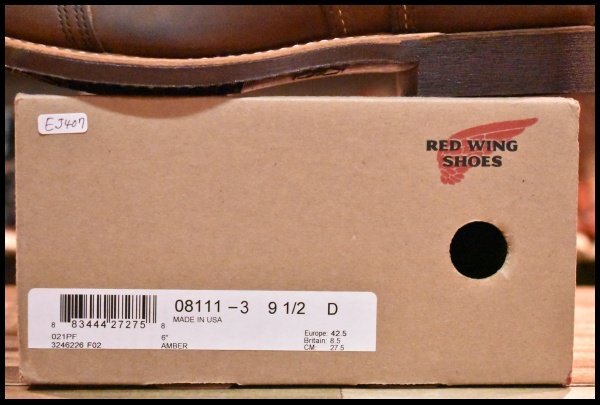 EJ407
RED WING
SHOES
08111-3 9 1/2 D
MADE IN USA
8 83444 27275 8
021PF 6"
3246226 F02 AMBER
Europe: 42.5
Britain: 8.5
CM: 27.5